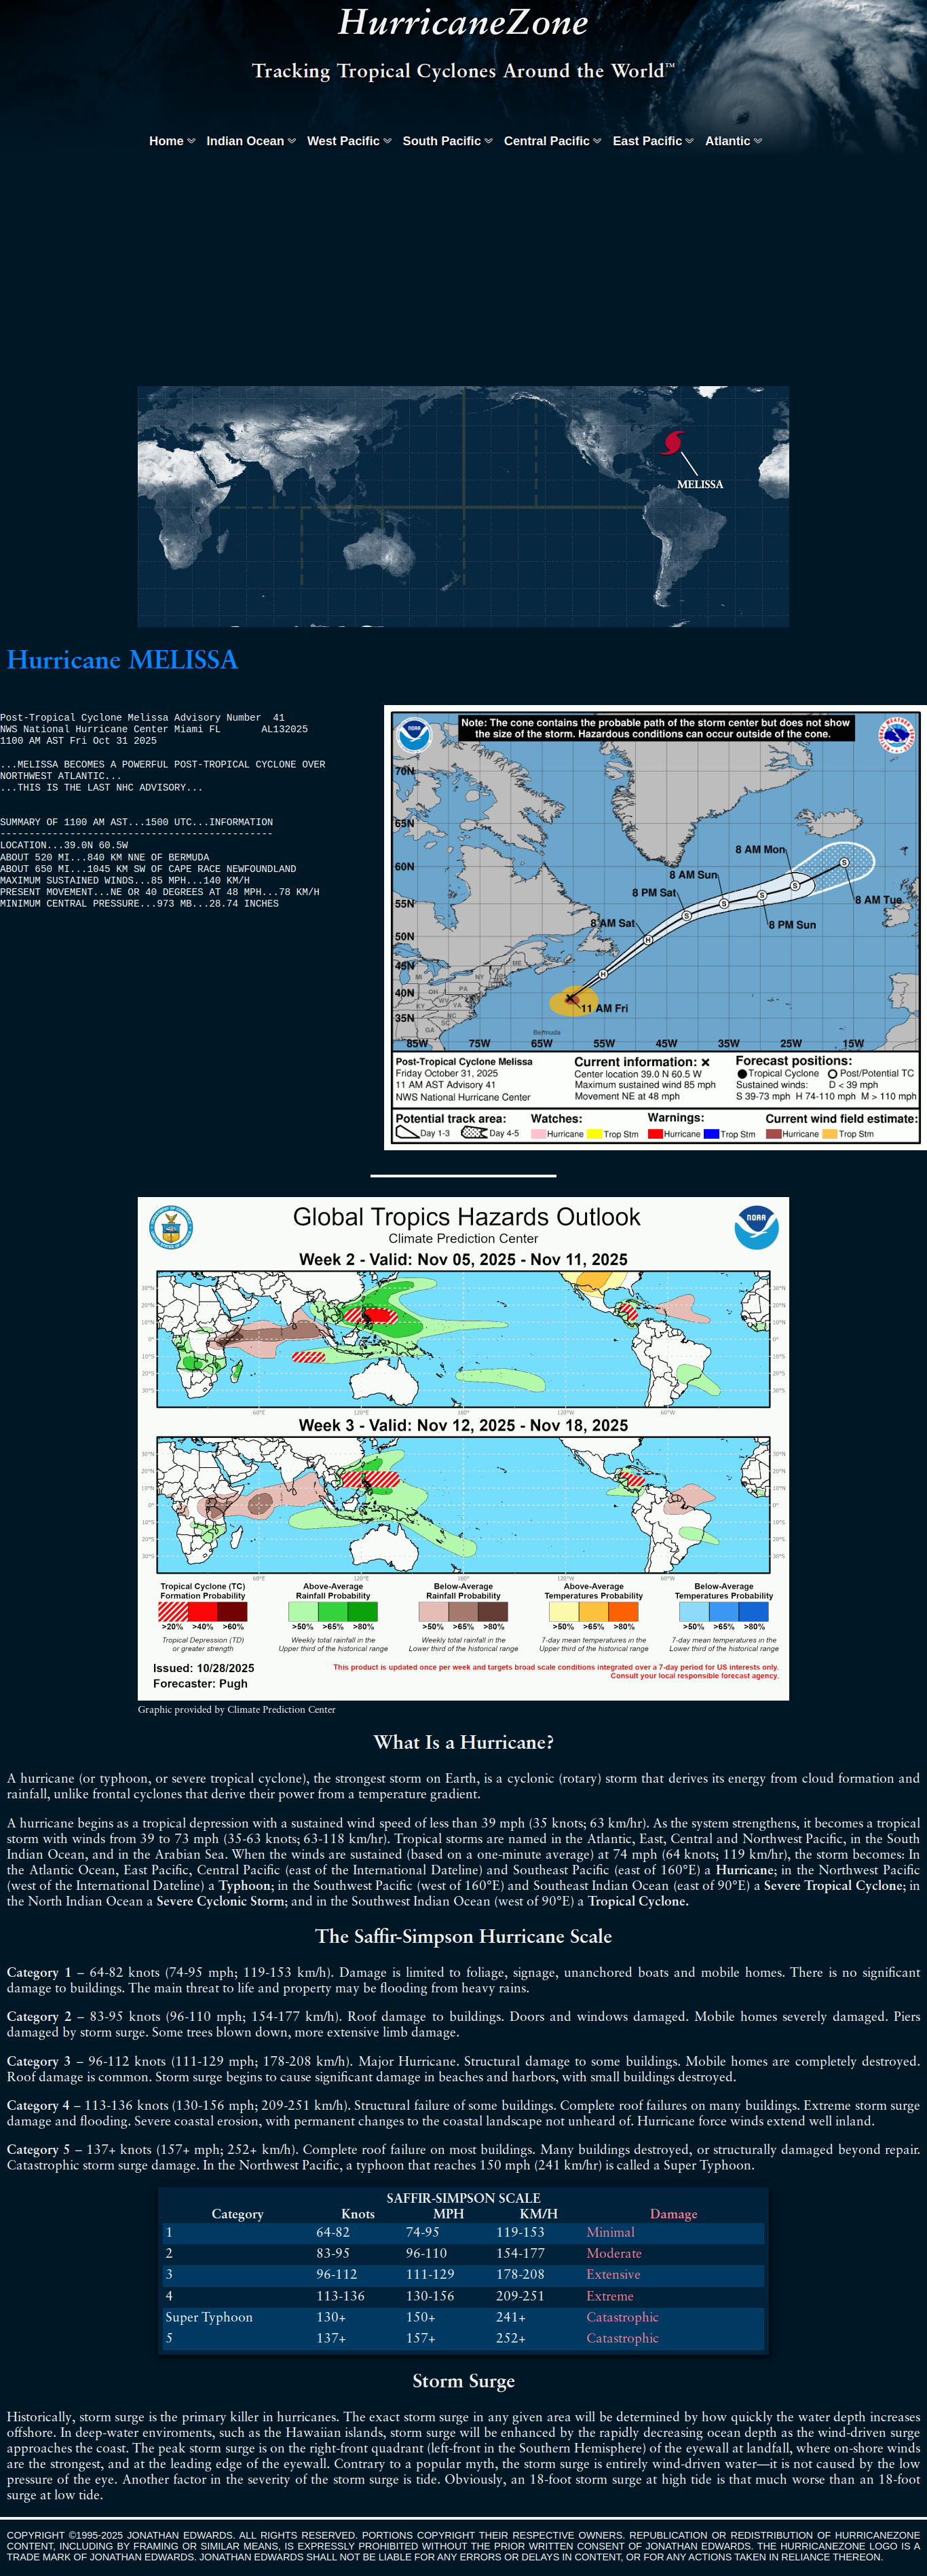 HurricaneZone
Tracking Tropical Cyclones Around the World™
Home Indian Ocean West Pacific South Pacific Central Pacific East Pacific Atlantic
MELISSA
Hurricane MELISSA
Post-Tropical Cyclone Melissa Advisory Number 41
NWS National Hurricane Center Miami FL AL132025
1100 AM AST Fri Oct 31 2025
...MELISSA BECOMES A POWERFUL POST-TROPICAL CYCLONE OVER
NORTHWEST ATLANTIC...
...THIS IS THE LAST NHC ADVISORY...
SUMMARY OF 1100 AM AST...1500 UTC...INFORMATION
-----------------------------------------------
LOCATION...39.0N 60.5W
ABOUT 520 MI...840 KM NNE OF BERMUDA
ABOUT 650 MI...1045 KM SW OF CAPE RACE NEWFOUNDLAND
MAXIMUM SUSTAINED WINDS...85 MPH...140 KM/H
PRESENT MOVEMENT...NE OR 40 DEGREES AT 48 MPH...78 KM/H
MINIMUM CENTRAL PRESSURE...973 MB...28.74 INCHES
Note: The cone contains the probable path of the storm center but does not show
the size of the storm. Hazardous conditions can occur outside of the cone.
NOAA
70N
65N
60N
55N
50N
45N
40N
35N
8 AM Mon
8 AM Sun
8 PM Sat
8 AM Sat
8 AM Tue
8 PM Sun
11 AM Fri
S S S S S H H
ME
MI
NY
VT
PA
OH
WV
KY
VA
NC
SC
GA
Bermuda
85W 75W 65W 55W 45W 35W 25W 15W
Post-Tropical Cyclone Melissa
Friday October 31, 2025
11 AM AST Advisory 41
NWS National Hurricane Center
Current information: ✕
Center location 39.0 N 60.5 W
Maximum sustained wind 85 mph
Movement NE at 48 mph
Forecast positions:
Tropical Cyclone Post/Potential TC
Sustained winds: D < 39 mph
S 39-73 mph H 74-110 mph M > 110 mph
Potential track area:
Day 1-3 Day 4-5
Watches:
Hurricane Trop Stm
Warnings:
Hurricane Trop Stm
Current wind field estimate:
Hurricane Trop Stm
Global Tropics Hazards Outlook
Climate Prediction Center
NOAA
Week 2 - Valid: Nov 05, 2025 - Nov 11, 2025
30°N 30°N
20°N 20°N
10°N 10°N
0° 0°
10°S 10°S
20°S 20°S
30°S 30°S
60°E 120°E 180° 120°W 60°W
Week 3 - Valid: Nov 12, 2025 - Nov 18, 2025
30°N 30°N
20°N 20°N
10°N 10°N
0° 0°
10°S 10°S
20°S 20°S
30°S 30°S
60°E 120°E 180° 120°W 60°W
Tropical Cyclone (TC)
Formation Probability
>20% >40% >60%
Tropical Depression (TD)
or greater strength
Above-Average
Rainfall Probability
>50% >65% >80%
Weekly total rainfall in the
Upper third of the historical range
Below-Average
Rainfall Probability
>50% >65% >80%
Weekly total rainfall in the
Lower third of the historical range
Above-Average
Temperatures Probability
>50% >65% >80%
7-day mean temperatures in the
Upper third of the historical range
Below-Average
Temperatures Probability
>50% >65% >80%
7-day mean temperatures in the
Lower third of the historical range
Issued: 10/28/2025
Forecaster: Pugh
This product is updated once per week and targets broad scale conditions integrated over a 7-day period for US interests only.
Consult your local responsible forecast agency.
Graphic provided by Climate Prediction Center
What Is a Hurricane?
A hurricane (or typhoon, or severe tropical cyclone), the strongest storm on Earth, is a cyclonic (rotary) storm that derives its energy from cloud formation and
rainfall, unlike frontal cyclones that derive their power from a temperature gradient.
A hurricane begins as a tropical depression with a sustained wind speed of less than 39 mph (35 knots; 63 km/hr). As the system strengthens, it becomes a tropical
storm with winds from 39 to 73 mph (35-63 knots; 63-118 km/hr). Tropical storms are named in the Atlantic, East, Central and Northwest Pacific, in the South
Indian Ocean, and in the Arabian Sea. When the winds are sustained (based on a one-minute average) at 74 mph (64 knots; 119 km/hr), the storm becomes: In
the Atlantic Ocean, East Pacific, Central Pacific (east of the International Dateline) and Southeast Pacific (east of 160°E) a Hurricane; in the Northwest Pacific
(west of the International Dateline) a Typhoon; in the Southwest Pacific (west of 160°E) and Southeast Indian Ocean (east of 90°E) a Severe Tropical Cyclone; in
the North Indian Ocean a Severe Cyclonic Storm; and in the Southwest Indian Ocean (west of 90°E) a Tropical Cyclone.
The Saffir-Simpson Hurricane Scale
Category 1 – 64-82 knots (74-95 mph; 119-153 km/h). Damage is limited to foliage, signage, unanchored boats and mobile homes. There is no significant
damage to buildings. The main threat to life and property may be flooding from heavy rains.
Category 2 – 83-95 knots (96-110 mph; 154-177 km/h). Roof damage to buildings. Doors and windows damaged. Mobile homes severely damaged. Piers
damaged by storm surge. Some trees blown down, more extensive limb damage.
Category 3 – 96-112 knots (111-129 mph; 178-208 km/h). Major Hurricane. Structural damage to some buildings. Mobile homes are completely destroyed.
Roof damage is common. Storm surge begins to cause significant damage in beaches and harbors, with small buildings destroyed.
Category 4 – 113-136 knots (130-156 mph; 209-251 km/h). Structural failure of some buildings. Complete roof failures on many buildings. Extreme storm surge
damage and flooding. Severe coastal erosion, with permanent changes to the coastal landscape not unheard of. Hurricane force winds extend well inland.
Category 5 – 137+ knots (157+ mph; 252+ km/h). Complete roof failure on most buildings. Many buildings destroyed, or structurally damaged beyond repair.
Catastrophic storm surge damage. In the Northwest Pacific, a typhoon that reaches 150 mph (241 km/hr) is called a Super Typhoon.
SAFFIR-SIMPSON SCALE
Category Knots MPH KM/H Damage
1 64-82 74-95 119-153 Minimal
2 83-95 96-110 154-177 Moderate
3 96-112 111-129 178-208 Extensive
4 113-136 130-156 209-251 Extreme
Super Typhoon 130+ 150+ 241+ Catastrophic
5 137+ 157+ 252+ Catastrophic
Storm Surge
Historically, storm surge is the primary killer in hurricanes. The exact storm surge in any given area will be determined by how quickly the water depth increases
offshore. In deep-water enviroments, such as the Hawaiian islands, storm surge will be enhanced by the rapidly decreasing ocean depth as the wind-driven surge
approaches the coast. The peak storm surge is on the right-front quadrant (left-front in the Southern Hemisphere) of the eyewall at landfall, where on-shore winds
are the strongest, and at the leading edge of the eyewall. Contrary to a popular myth, the storm surge is entirely wind-driven water—it is not caused by the low
pressure of the eye. Another factor in the severity of the storm surge is tide. Obviously, an 18-foot storm surge at high tide is that much worse than an 18-foot
surge at low tide.
COPYRIGHT ©1995-2025 JONATHAN EDWARDS. ALL RIGHTS RESERVED. PORTIONS COPYRIGHT THEIR RESPECTIVE OWNERS. REPUBLICATION OR REDISTRIBUTION OF HURRICANEZONE
CONTENT, INCLUDING BY FRAMING OR SIMILAR MEANS, IS EXPRESSLY PROHIBITED WITHOUT THE PRIOR WRITTEN CONSENT OF JONATHAN EDWARDS. THE HURRICANEZONE LOGO IS A
TRADE MARK OF JONATHAN EDWARDS. JONATHAN EDWARDS SHALL NOT BE LIABLE FOR ANY ERRORS OR DELAYS IN CONTENT, OR FOR ANY ACTIONS TAKEN IN RELIANCE THEREON.